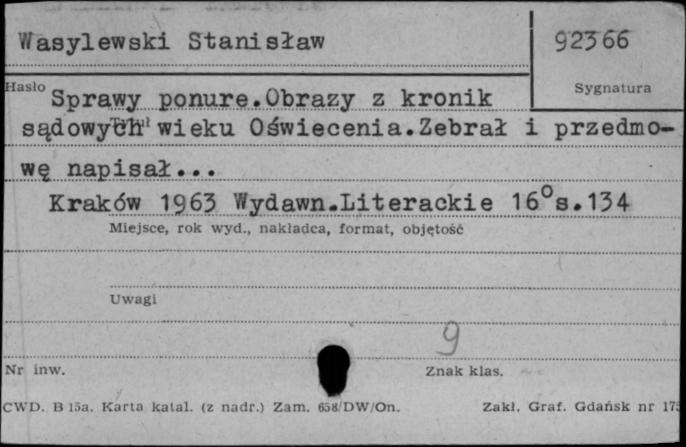 Wasylewski Stanisław
92366
Hasło
Sygnatura
Sprawy ponure.Obrazy z kronik
sądowych wieku Oświecenia.Zebrał i przedmo-
wę napisał...
Kraków 1963 Wydawn.Literackie 16° s.134
Miejsce, rok wyd., nakładca, format, objętość
Uwagi
9
Nr inw.
Znak klas.
CWD. B 15a. Karta katal. (z nadr.) Zam. 658/DW/On.
Zakł. Graf. Gdańsk nr